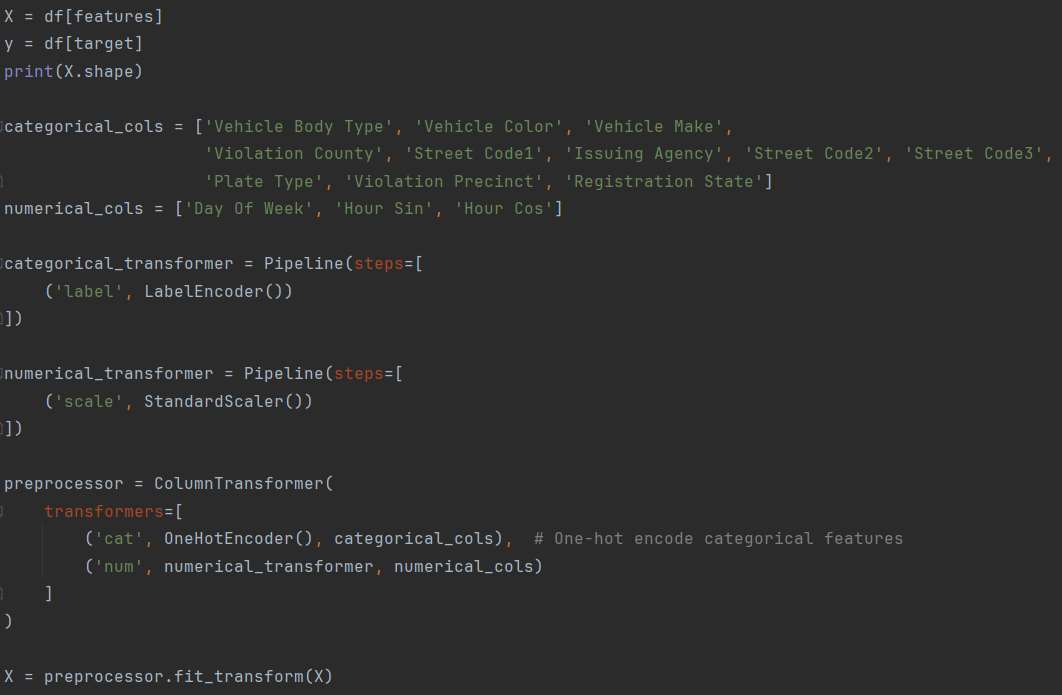 X = df[features]
y = df[target]
print(X.shape)
categorical_cols = ['Vehicle Body Type', 'Vehicle Color', 'Vehicle Make',
'Violation County', 'Street Code1', 'Issuing Agency', 'Street Code2', 'Street Code3',
'Plate Type', 'Violation Precinct', 'Registration State']
numerical_cols = ['Day Of Week', 'Hour Sin', 'Hour Cos']
categorical_transformer = Pipeline(steps=[
('label', LabelEncoder())
])
numerical_transformer = Pipeline(steps=[
('scale', StandardScaler())
])
preprocessor = ColumnTransformer(
transformers=[
('cat', OneHotEncoder(), categorical_cols),  # One-hot encode categorical features
('num', numerical_transformer, numerical_cols)
]
)
X = preprocessor.fit_transform(X)